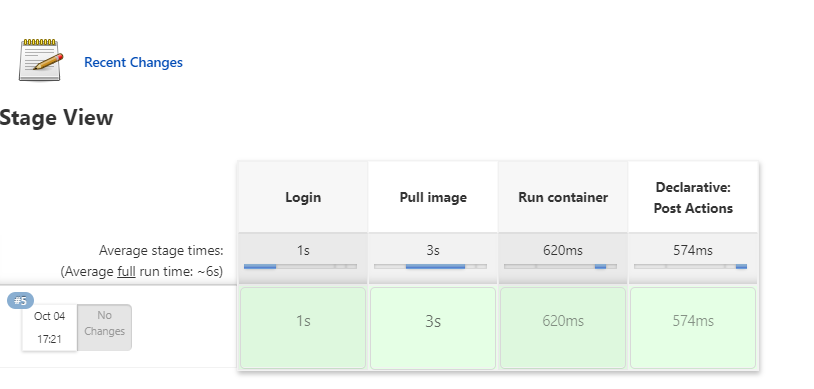 Recent Changes
Stage View
Login
Pull image
Run container
Declarative:
Post Actions
Average stage times:
(Average full run time: ~6s)
1s
3s
620ms
574ms
#5
Oct 04
17:21
No
Changes
1s
3s
620ms
574ms